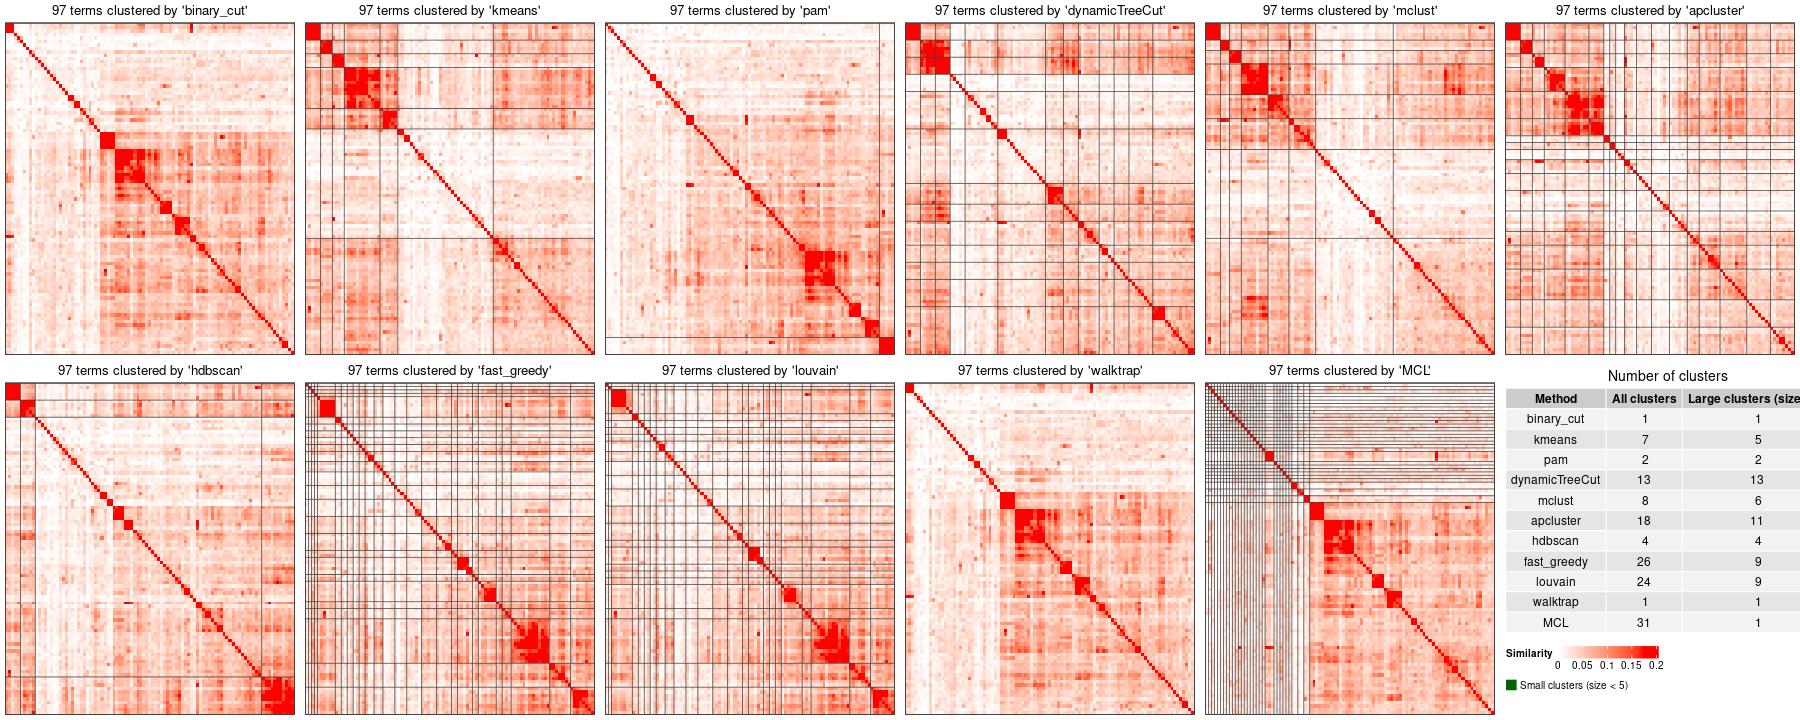 97 terms clustered by 'binary_cut'
97 terms clustered by 'kmeans'
97 terms clustered by 'pam'
97 terms clustered by 'dynamicTreeCut'
97 terms clustered by 'mclust'
97 terms clustered by 'apcluster'
97 terms clustered by 'hdbscan'
97 terms clustered by 'fast_greedy'
97 terms clustered by 'louvain'
97 terms clustered by 'walktrap'
97 terms clustered by 'MCL'
Number of clusters
Method All clusters Large clusters (size
binary_cut 1 1
kmeans 7 5
pam 2 2
dynamicTreeCut 13 13
mclust 8 6
apcluster 18 11
hdbscan 4 4
fast_greedy 26 9
louvain 24 9
walktrap 1 1
MCL 31 1
Similarity
0 0.05 0.1 0.15 0.2
Small clusters (size < 5)